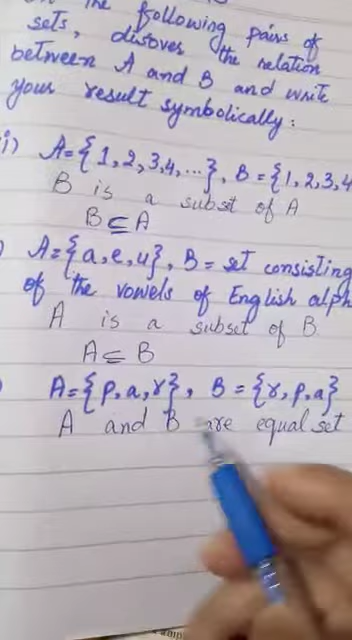 the following pairs of
sets, disover the relation
between A and B and write
your result symbolically:
i) A={1,2,3,4,...}, B={1,2,3,4
B is a subset of A
B⊆A
) A={a,e,u}, B= set consisting
of the vowels of English alph
A is a subset of B
A⊆B
) A={p,a,r}, B={r,p,a}
A and B are equal set